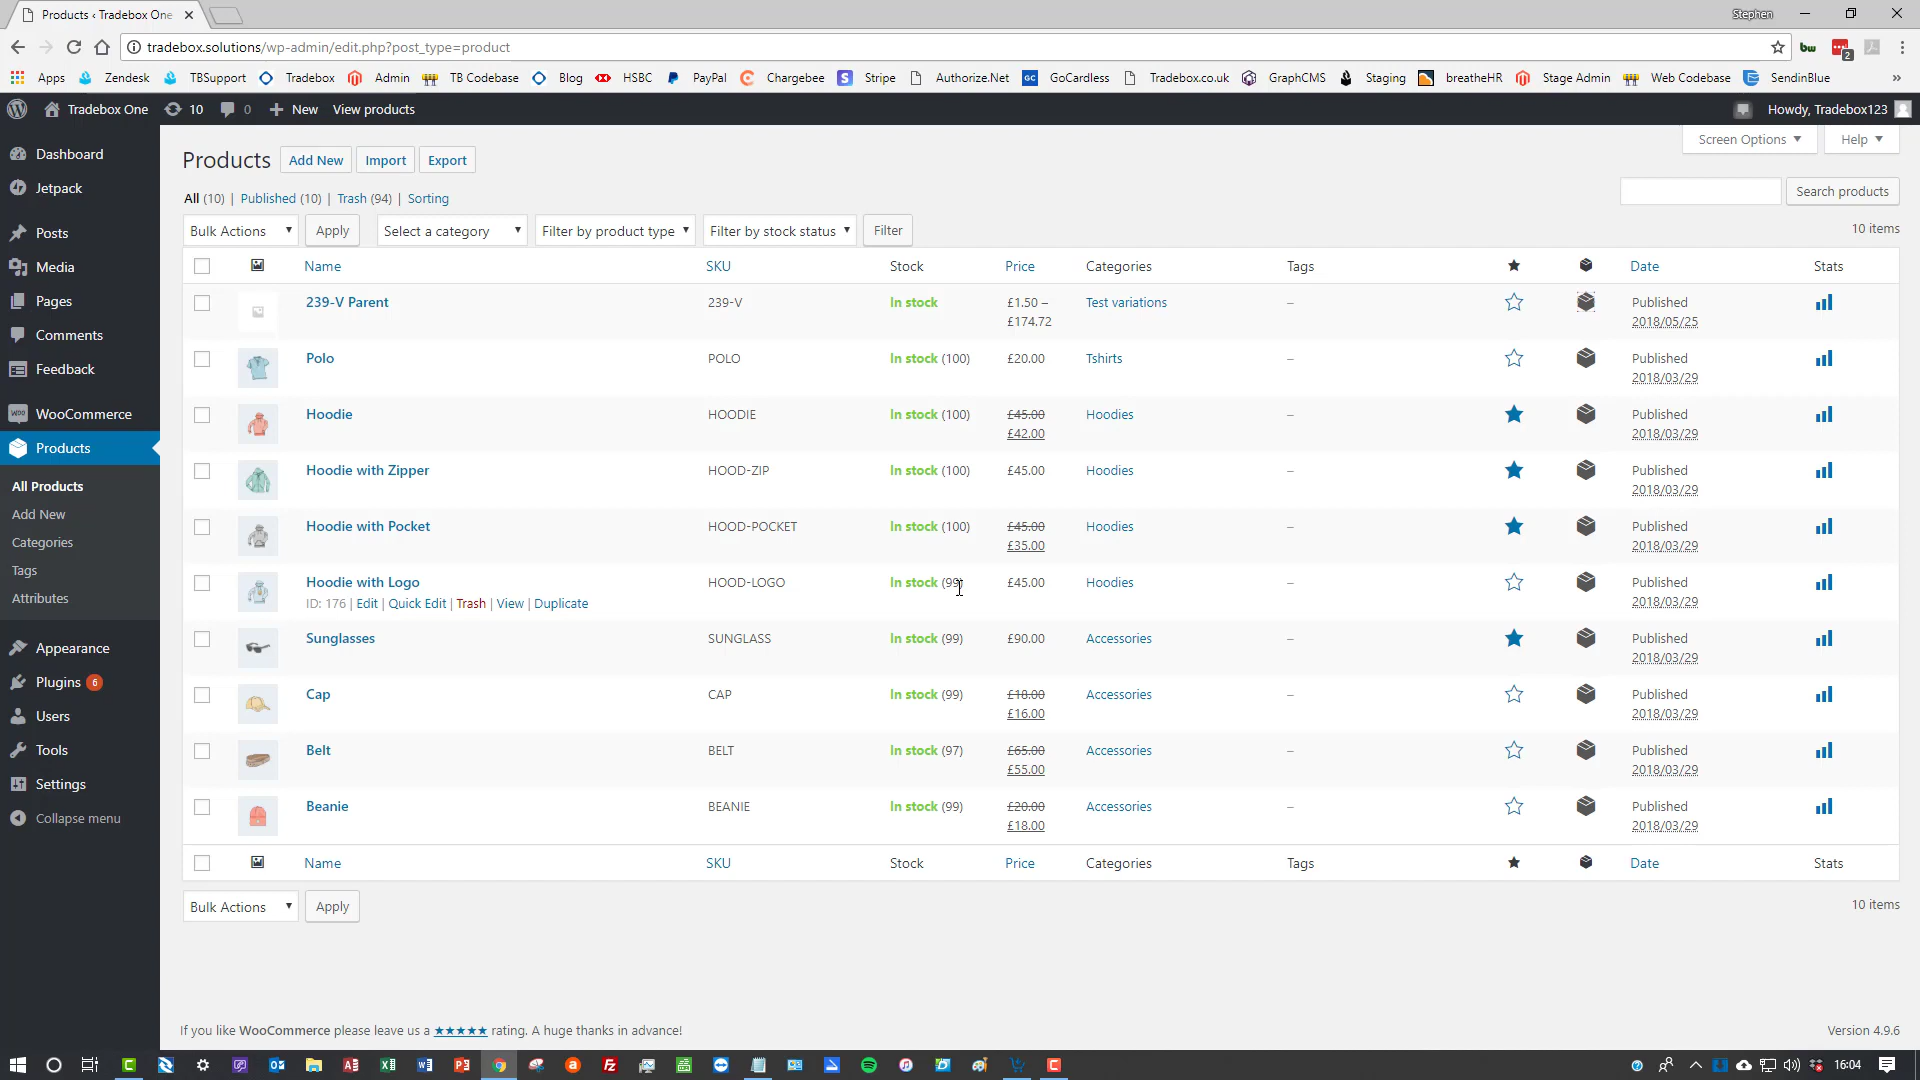 Products ‹ Tradebox One
Stephen
tradebox.solutions/wp-admin/edit.php?post_type=product
Apps Zendesk TBSupport Tradebox Admin TB Codebase Blog HSBC PayPal Chargebee Stripe Authorize.Net GoCardless Tradebox.co.uk GraphCMS Staging breatheHR Stage Admin Web Codebase SendinBlue »
Tradebox One 10 0 New View products Howdy, Tradebox123
Screen Options Help
Dashboard
Jetpack
Posts
Media
Pages
Comments
Feedback
WooCommerce
Products
All Products
Add New
Categories
Tags
Attributes
Appearance
Plugins 6
Users
Tools
Settings
Collapse menu
Products Add New Import Export
All (10) | Published (10) | Trash (94) | Sorting
Search products
Bulk Actions Apply Select a category Filter by product type Filter by stock status Filter
10 items
Name SKU Stock Price Categories Tags Date Stats
239-V Parent 239-V In stock £1.50 – Test variations – Published
£174.72 2018/05/25
Polo POLO In stock (100) £20.00 Tshirts – Published
2018/03/29
Hoodie HOODIE In stock (100) £45.00 Hoodies – Published
£42.00 2018/03/29
Hoodie with Zipper HOOD-ZIP In stock (100) £45.00 Hoodies – Published
2018/03/29
Hoodie with Pocket HOOD-POCKET In stock (100) £45.00 Hoodies – Published
£35.00 2018/03/29
Hoodie with Logo HOOD-LOGO In stock (99) £45.00 Hoodies – Published
ID: 176 | Edit | Quick Edit | Trash | View | Duplicate 2018/03/29
Sunglasses SUNGLASS In stock (99) £90.00 Accessories – Published
2018/03/29
Cap CAP In stock (99) £18.00 Accessories – Published
£16.00 2018/03/29
Belt BELT In stock (97) £65.00 Accessories – Published
£55.00 2018/03/29
Beanie BEANIE In stock (99) £20.00 Accessories – Published
£18.00 2018/03/29
Name SKU Stock Price Categories Tags Date Stats
Bulk Actions Apply
10 items
If you like WooCommerce please leave us a ★★★★★ rating. A huge thanks in advance!
Version 4.9.6
16:04